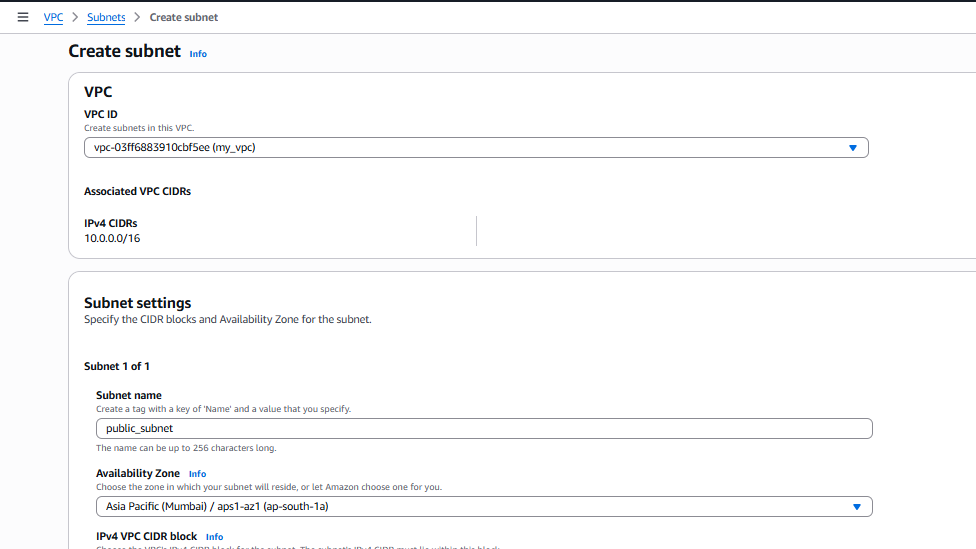 VPC > Subnets > Create subnet
Create subnet Info
VPC
VPC ID
Create subnets in this VPC.
vpc-03ff6883910cbf5ee (my_vpc)
Associated VPC CIDRs
IPv4 CIDRs
10.0.0.0/16
Subnet settings
Specify the CIDR blocks and Availability Zone for the subnet.
Subnet 1 of 1
Subnet name
Create a tag with a key of 'Name' and a value that you specify.
public_subnet
The name can be up to 256 characters long.
Availability Zone Info
Choose the zone in which your subnet will reside, or let Amazon choose one for you.
Asia Pacific (Mumbai) / aps1-az1 (ap-south-1a)
IPv4 VPC CIDR block Info